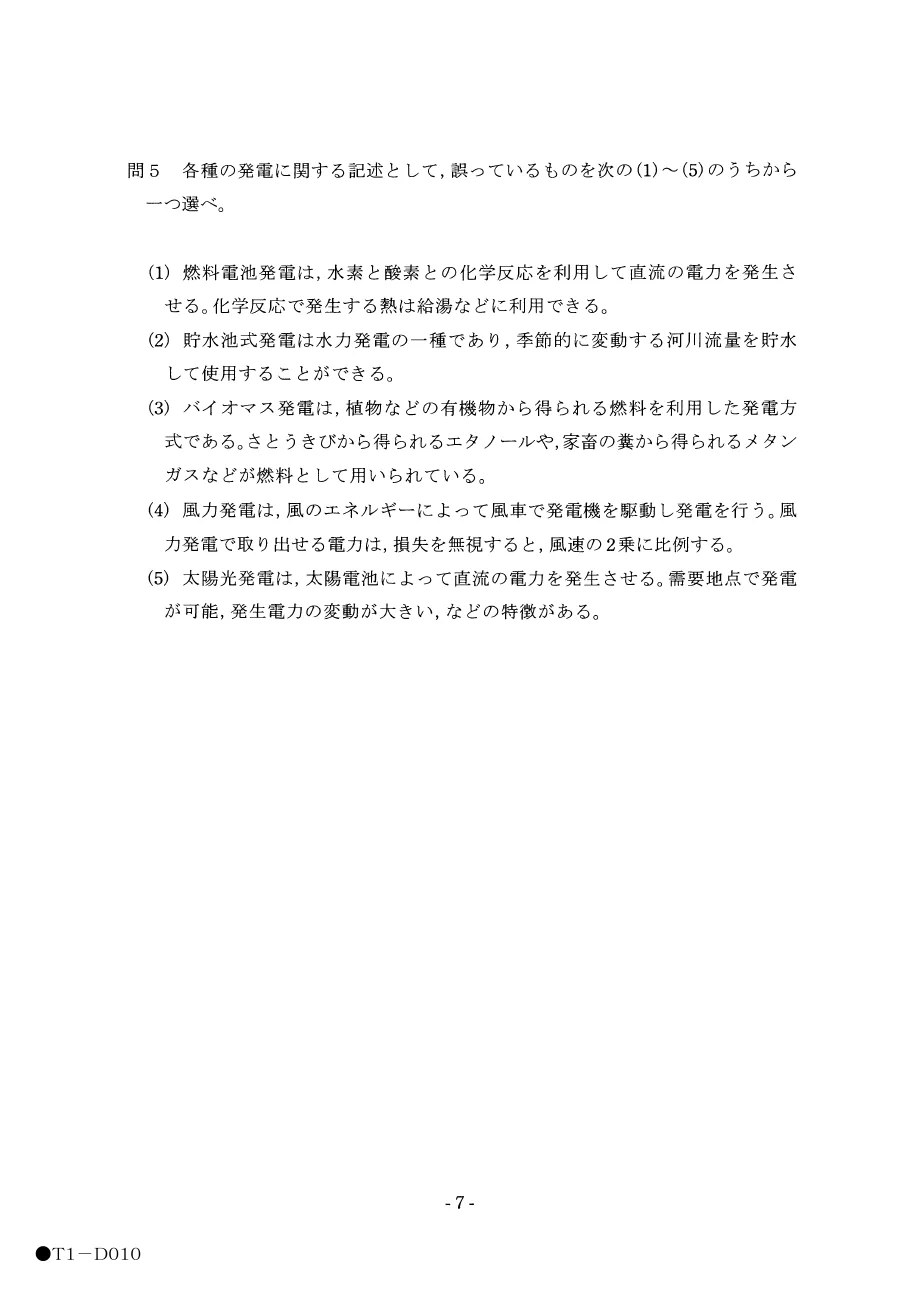 問５　各種の発電に関する記述として，誤っているものを次の(1)～(5)のうちから
一つ選べ。
(1) 燃料電池発電は，水素と酸素との化学反応を利用して直流の電力を発生さ
せる。化学反応で発生する熱は給湯などに利用できる。
(2) 貯水池式発電は水力発電の一種であり，季節的に変動する河川流量を貯水
して使用することができる。
(3) バイオマス発電は，植物などの有機物から得られる燃料を利用した発電方
式である。さとうきびから得られるエタノールや，家畜の糞から得られるメタン
ガスなどが燃料として用いられている。
(4) 風力発電は，風のエネルギーによって風車で発電機を駆動し発電を行う。風
力発電で取り出せる電力は，損失を無視すると，風速の２乗に比例する。
(5) 太陽光発電は，太陽電池によって直流の電力を発生させる。需要地点で発電
が可能，発生電力の変動が大きい，などの特徴がある。
- 7 -
●T1－D010